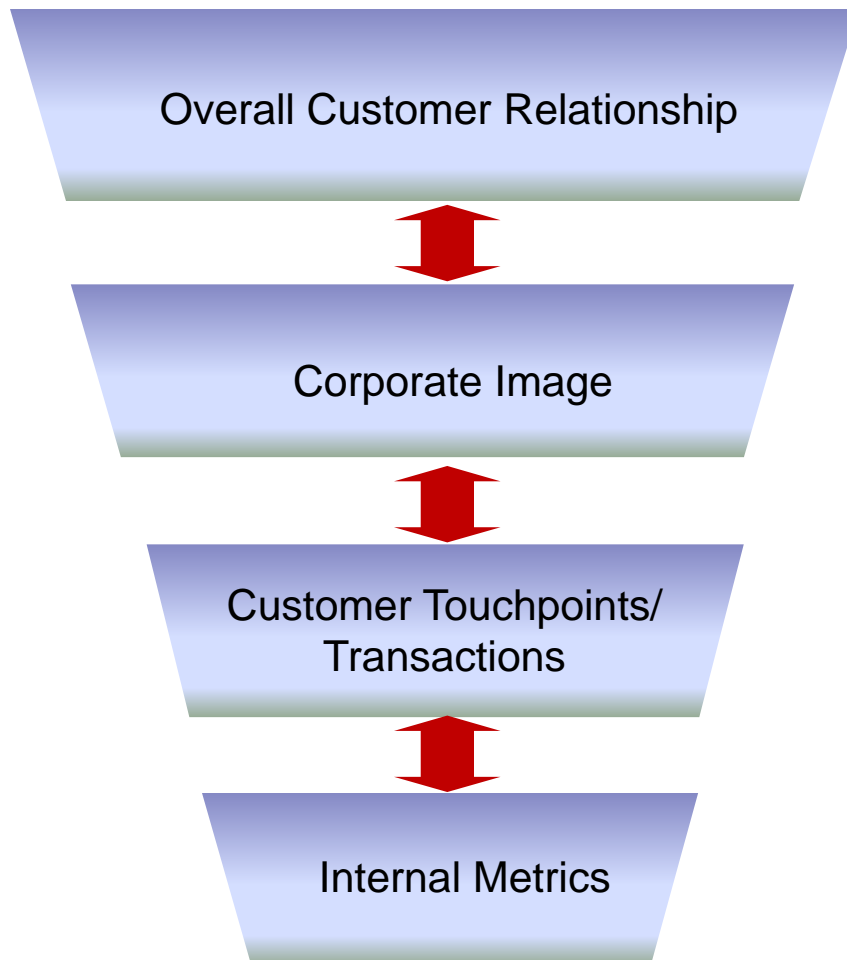 Overall Customer Relationship
Corporate Image
Customer Touchpoints/
Transactions
Internal Metrics